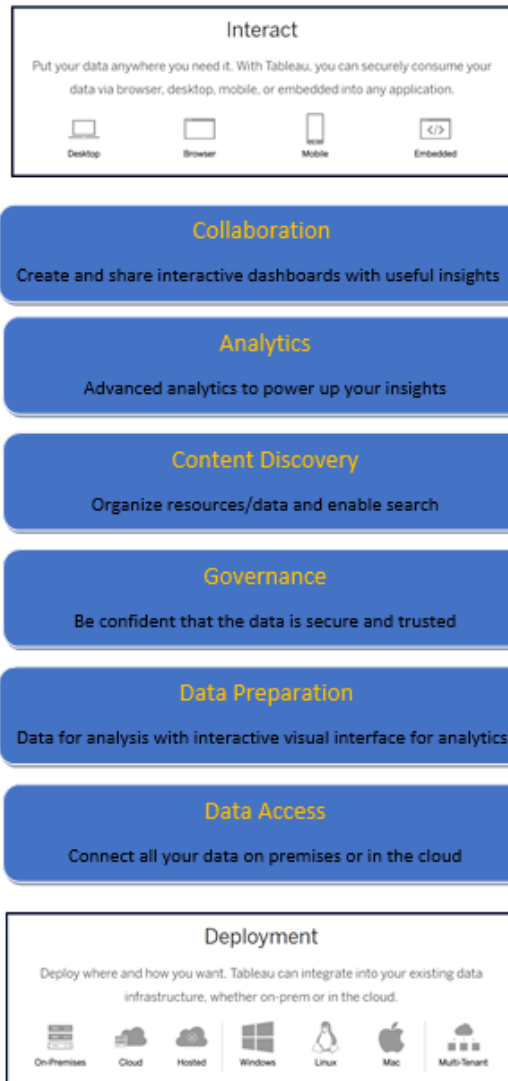 Interact
Put your data anywhere you need it. With Tableau, you can securely consume your
data via browser, desktop, mobile, or embedded into any application.
Desktop Browser Mobile Embedded
Collaboration
Create and share interactive dashboards with useful insights
Analytics
Advanced analytics to power up your insights
Content Discovery
Organize resources/data and enable search
Governance
Be confident that the data is secure and trusted
Data Preparation
Data for analysis with interactive visual interface for analytics
Data Access
Connect all your data on premises or in the cloud
Deployment
Deploy where and how you want. Tableau can integrate into your existing data
infrastructure, whether on-prem or in the cloud.
On-Premises Cloud Hosted Windows Linux Mac Multi-Tenant